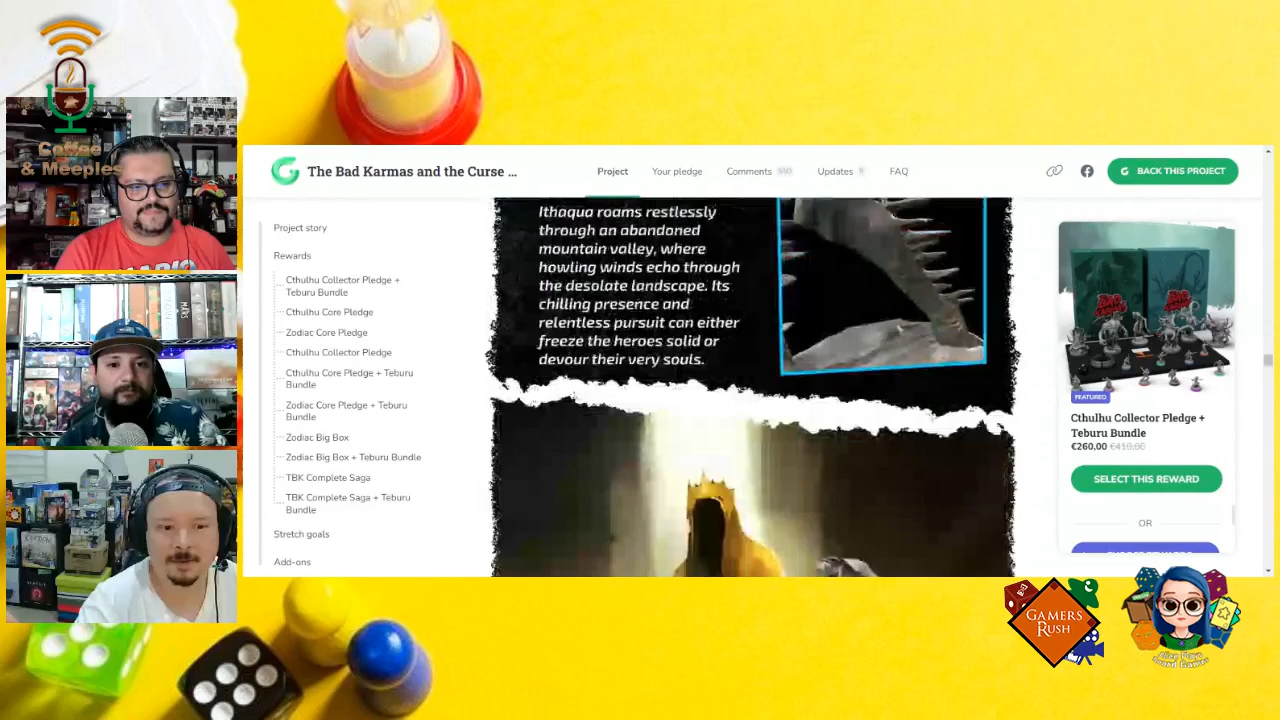 Coffee
& Meeples
The Bad Karmas and the Curse ...
Project
Your pledge
Comments 550
Updates 9
FAQ
BACK THIS PROJECT
Project story
Rewards
Cthulhu Collector Pledge +
Teburu Bundle
Cthulhu Core Pledge
Zodiac Core Pledge
Cthulhu Collector Pledge
Cthulhu Core Pledge + Teburu
Bundle
Zodiac Core Pledge + Teburu
Bundle
Zodiac Big Box
Zodiac Big Box + Teburu Bundle
TBK Complete Saga
TBK Complete Saga + Teburu
Bundle
Stretch goals
Add-ons
Ithaqua roams restlessly
through an abandoned
mountain valley, where
howling winds echo through
the desolate landscape. Its
chilling presence and
relentless pursuit can either
freeze the heroes solid or
devour their very souls.
FEATURED
Cthulhu Collector Pledge +
Teburu Bundle
€260,00 €410,00
SELECT THIS REWARD
OR
GAMERS
RUSH
Board Games